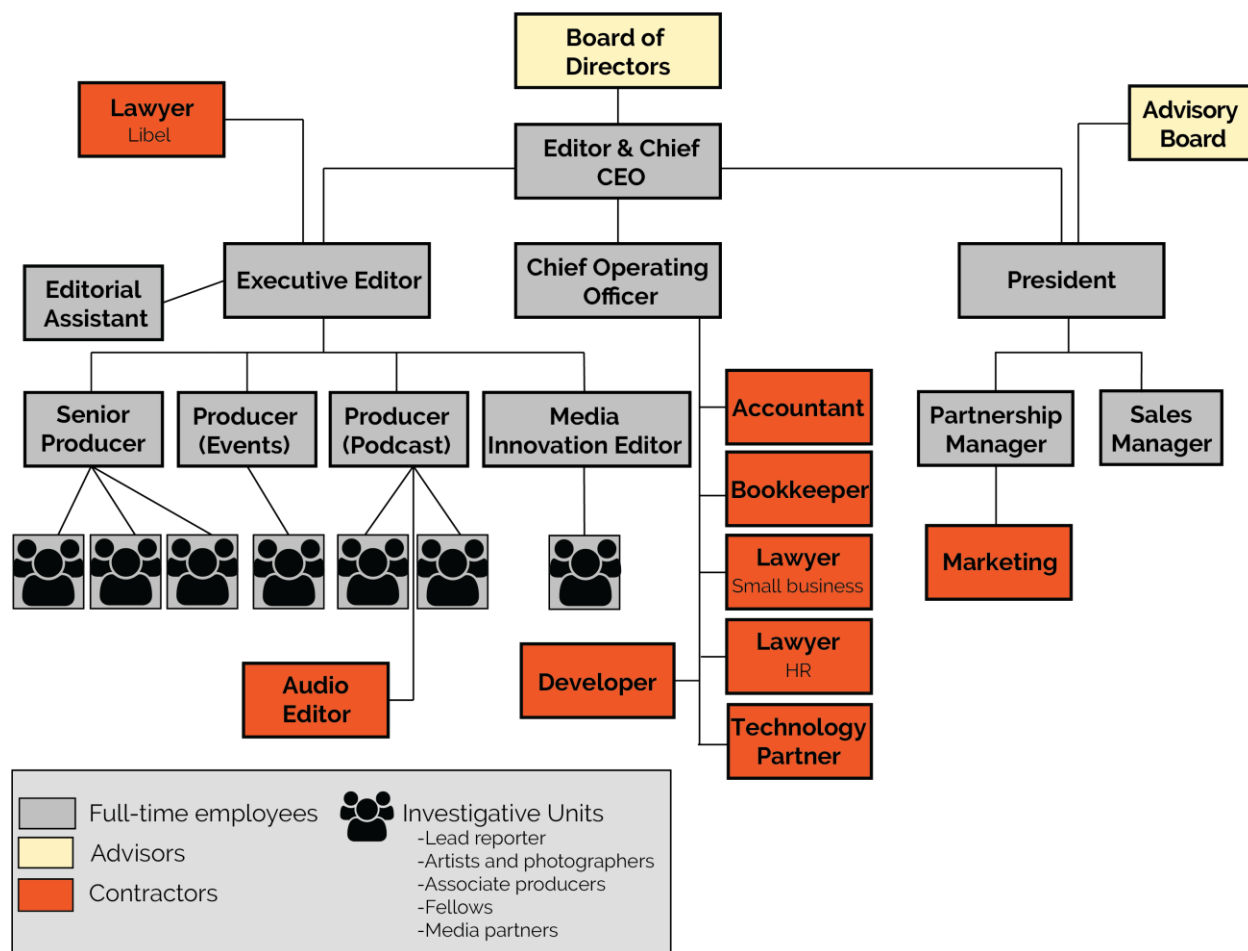 Board of
Directors
Lawyer
Libel
Advisory
Board
Editor & Chief
CEO
Executive Editor
Chief Operating
Officer
President
Editorial
Assistant
Senior
Producer
Producer
(Events)
Producer
(Podcast)
Media
Innovation Editor
Accountant
Partnership
Manager
Sales
Manager
Bookkeeper
Lawyer
Small business
Marketing
Lawyer
HR
Developer
Audio
Editor
Technology
Partner
Full-time employees
Advisors
Contractors
Investigative Units
-Lead reporter
-Artists and photographers
-Associate producers
-Fellows
-Media partners